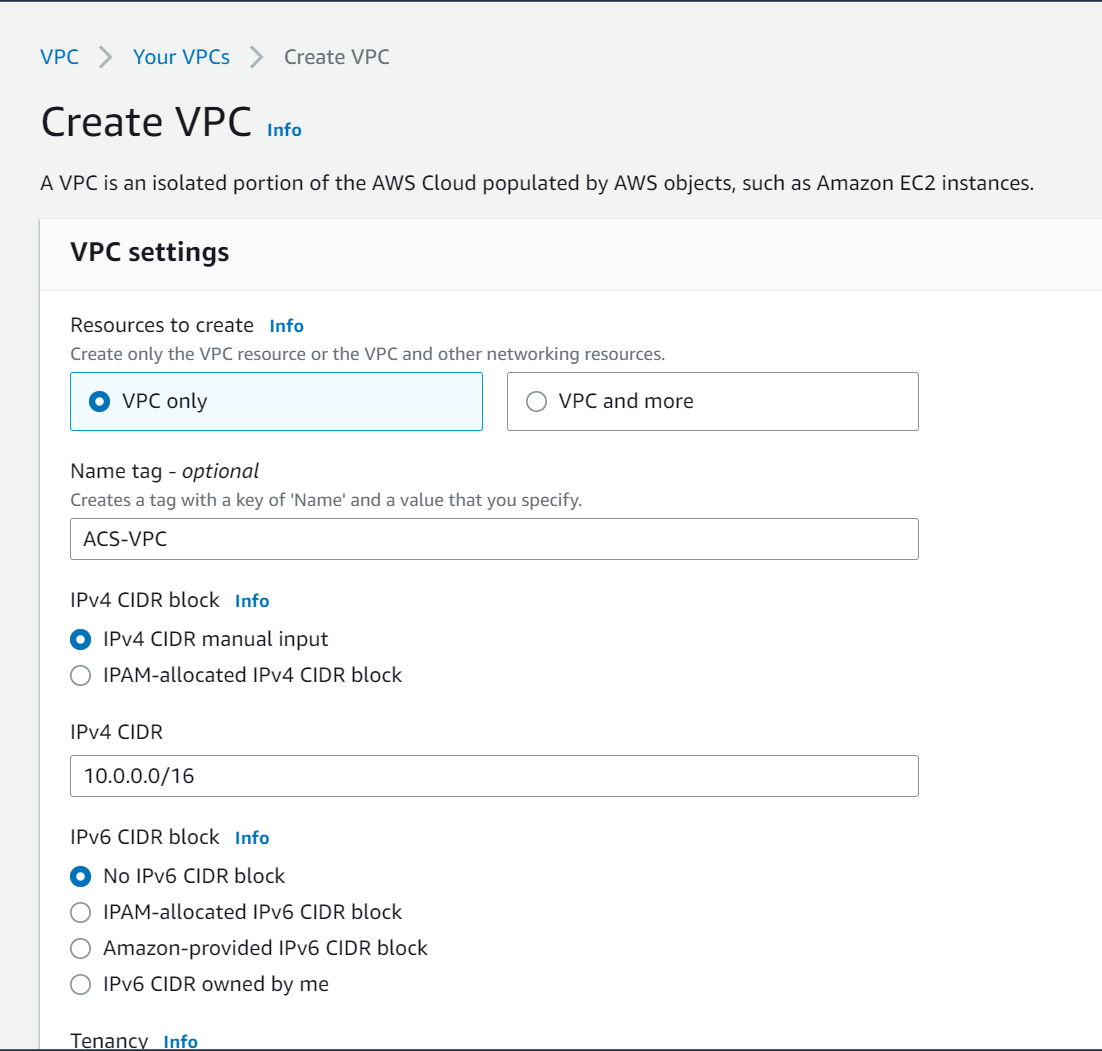 VPC > Your VPCs > Create VPC
Create VPC Info
A VPC is an isolated portion of the AWS Cloud populated by AWS objects, such as Amazon EC2 instances.
VPC settings
Resources to create Info
Create only the VPC resource or the VPC and other networking resources.
VPC only VPC and more
Name tag - optional
Creates a tag with a key of 'Name' and a value that you specify.
ACS-VPC
IPv4 CIDR block Info
IPv4 CIDR manual input
IPAM-allocated IPv4 CIDR block
IPv4 CIDR
10.0.0.0/16
IPv6 CIDR block Info
No IPv6 CIDR block
IPAM-allocated IPv6 CIDR block
Amazon-provided IPv6 CIDR block
IPv6 CIDR owned by me
Tenancy Info